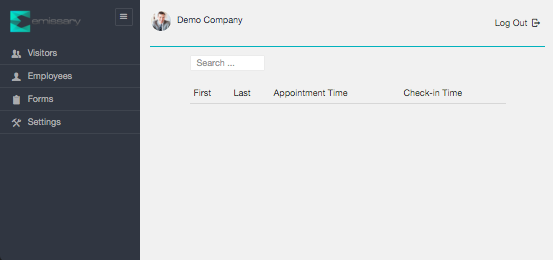 emissary
Demo Company
Log Out
Visitors
Employees
Forms
Settings
Search ...
First Last Appointment Time Check-in Time